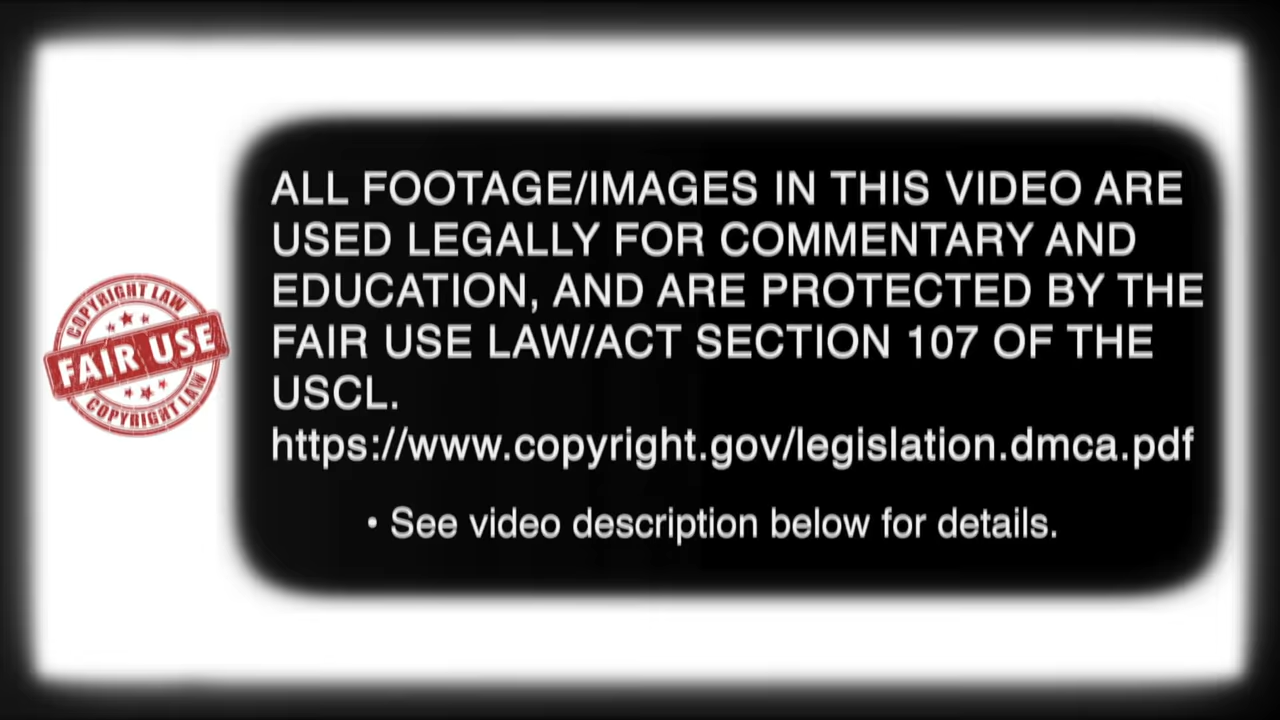 COPYRIGHT LAW
FAIR USE
COPYRIGHT LAW
ALL FOOTAGE/IMAGES IN THIS VIDEO ARE
USED LEGALLY FOR COMMENTARY AND
EDUCATION, AND ARE PROTECTED BY THE
FAIR USE LAW/ACT SECTION 107 OF THE
USCL.
https://www.copyright.gov/legislation.dmca.pdf
• See video description below for details.